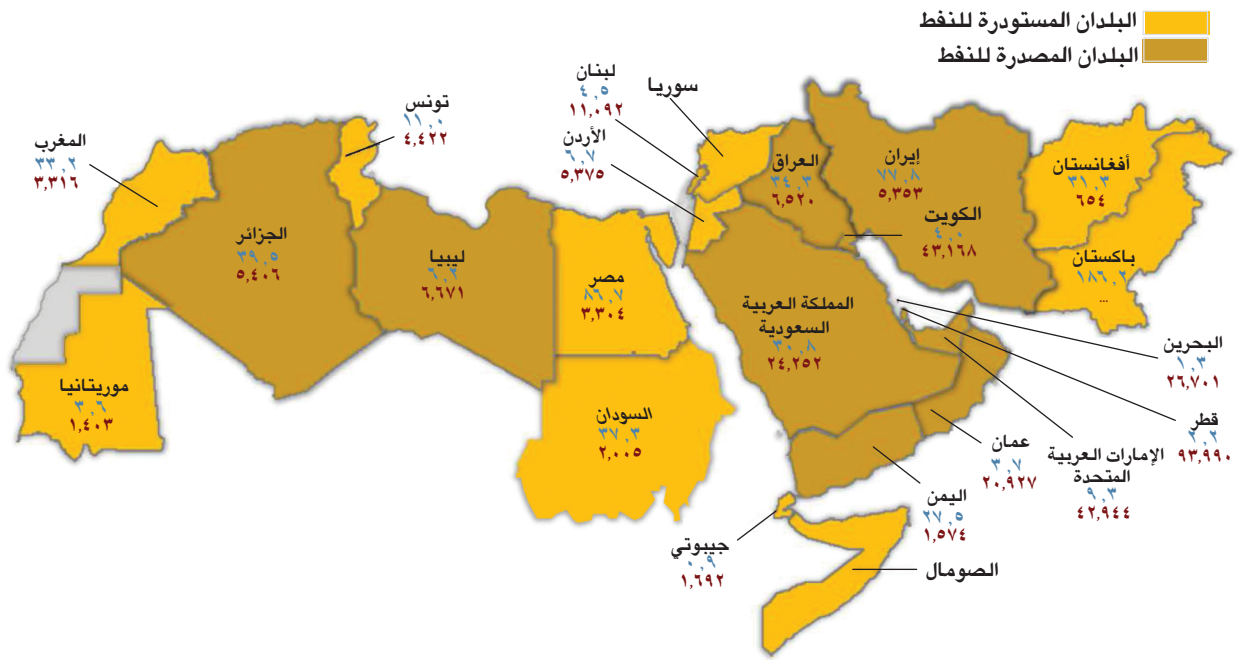 البلدان المستودرة للنفط
البلدان المصدرة للنفط
لبنان
٤,٥
١١,٠٩٢
سوريا
تونس
١١,٠
٤,٤٢٢
الأردن
٦,٧
٥,٣٧٥
المغرب
٣٣,٢
٣,٣١٦
العراق
٣٤,٣
٦,٥٢٠
إيران
٧٧,٨
٥,٣٥٣
أفغانستان
٣١,٣
٦٥٤
الكويت
٤,٠
٤٣,١٦٨
الجزائر
٣٩,٥
٥,٤٠٦
ليبيا
٦,٢
٦,٦٧١
مصر
٨٦,٧
٣,٣٠٤
باكستان
١٨٦,٢
...
المملكة العربية
السعودية
٣٠,٨
٢٤,٢٥٢
البحرين
١,٣
٢٦,٧٠١
موريتانيا
٣,٦
١,٤٠٣
السودان
٣٧,٣
٢,٠٠٥
قطر
٢,٢
٩٣,٩٩٠
عمان
٣,٧
٢٠,٩٢٧
الإمارات العربية
المتحدة
٩,٣
٤٢,٩٤٤
اليمن
٢٧,٥
١,٥٧٤
جيبوتي
٠,٩
١,٦٩٢
الصومال